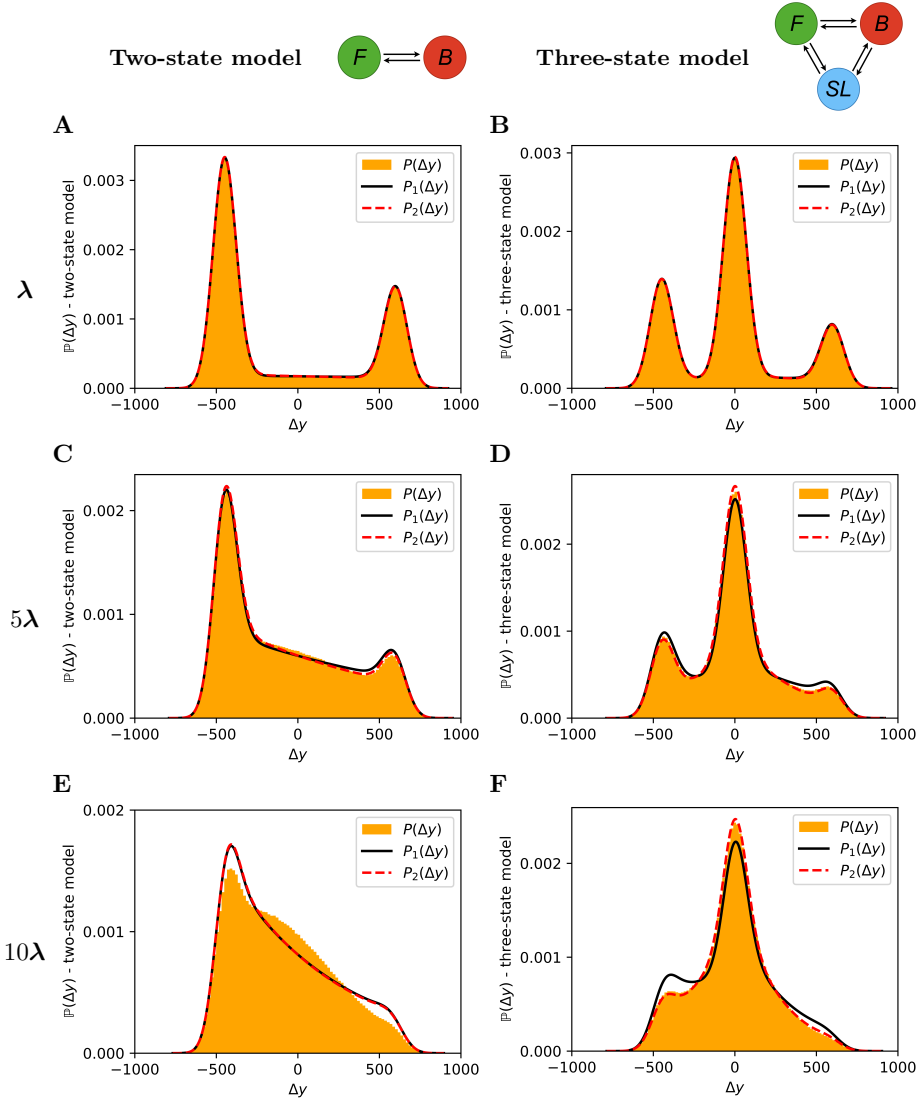 Two-state model
F
B
Three-state model
F
B
SL
A
ℙ(Δy) - two-state model
0.003
0.002
0.001
0.000
−1000 −500 0 500 1000
Δy
P(Δy)
P₁(Δy)
P₂(Δy)
B
ℙ(Δy) - three-state model
0.003
0.002
0.001
0.000
−1000 −500 0 500 1000
Δy
P(Δy)
P₁(Δy)
P₂(Δy)
λ
C
ℙ(Δy) - two-state model
0.002
0.001
0.000
−1000 −500 0 500 1000
Δy
P(Δy)
P₁(Δy)
P₂(Δy)
D
ℙ(Δy) - three-state model
0.002
0.001
0.000
−1000 −500 0 500 1000
Δy
P(Δy)
P₁(Δy)
P₂(Δy)
5λ
E
ℙ(Δy) - two-state model
0.002
0.001
0.000
−1000 −500 0 500 1000
Δy
P(Δy)
P₁(Δy)
P₂(Δy)
F
ℙ(Δy) - three-state model
0.002
0.001
0.000
−1000 −500 0 500 1000
Δy
P(Δy)
P₁(Δy)
P₂(Δy)
10λ